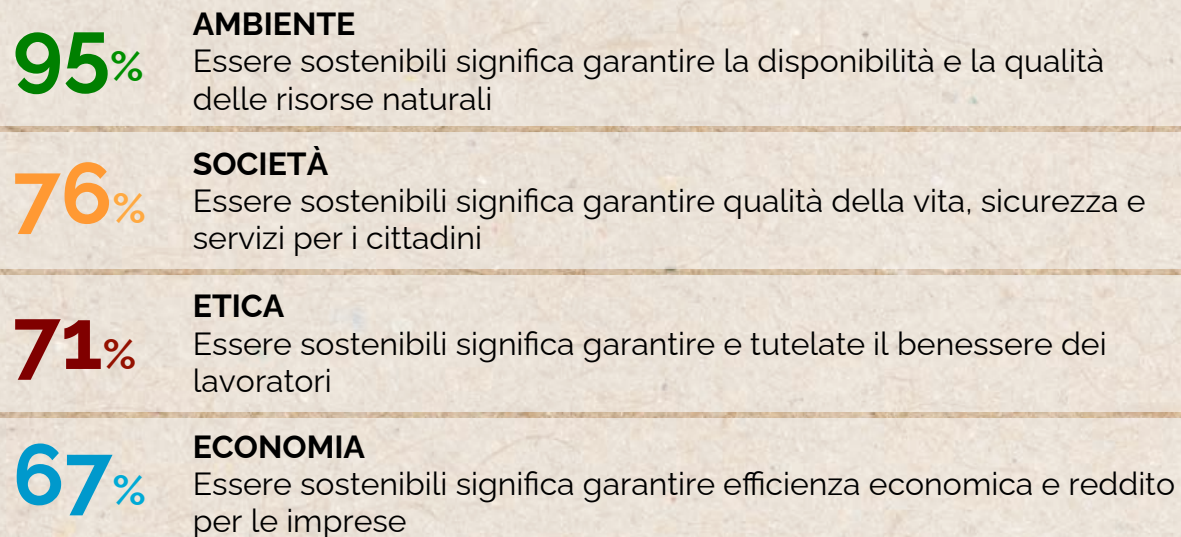 95%
AMBIENTE
Essere sostenibili significa garantire la disponibilità e la qualità
delle risorse naturali
76%
SOCIETÀ
Essere sostenibili significa garantire qualità della vita, sicurezza e
servizi per i cittadini
71%
ETICA
Essere sostenibili significa garantire e tutelate il benessere dei
lavoratori
67%
ECONOMIA
Essere sostenibili significa garantire efficienza economica e reddito
per le imprese